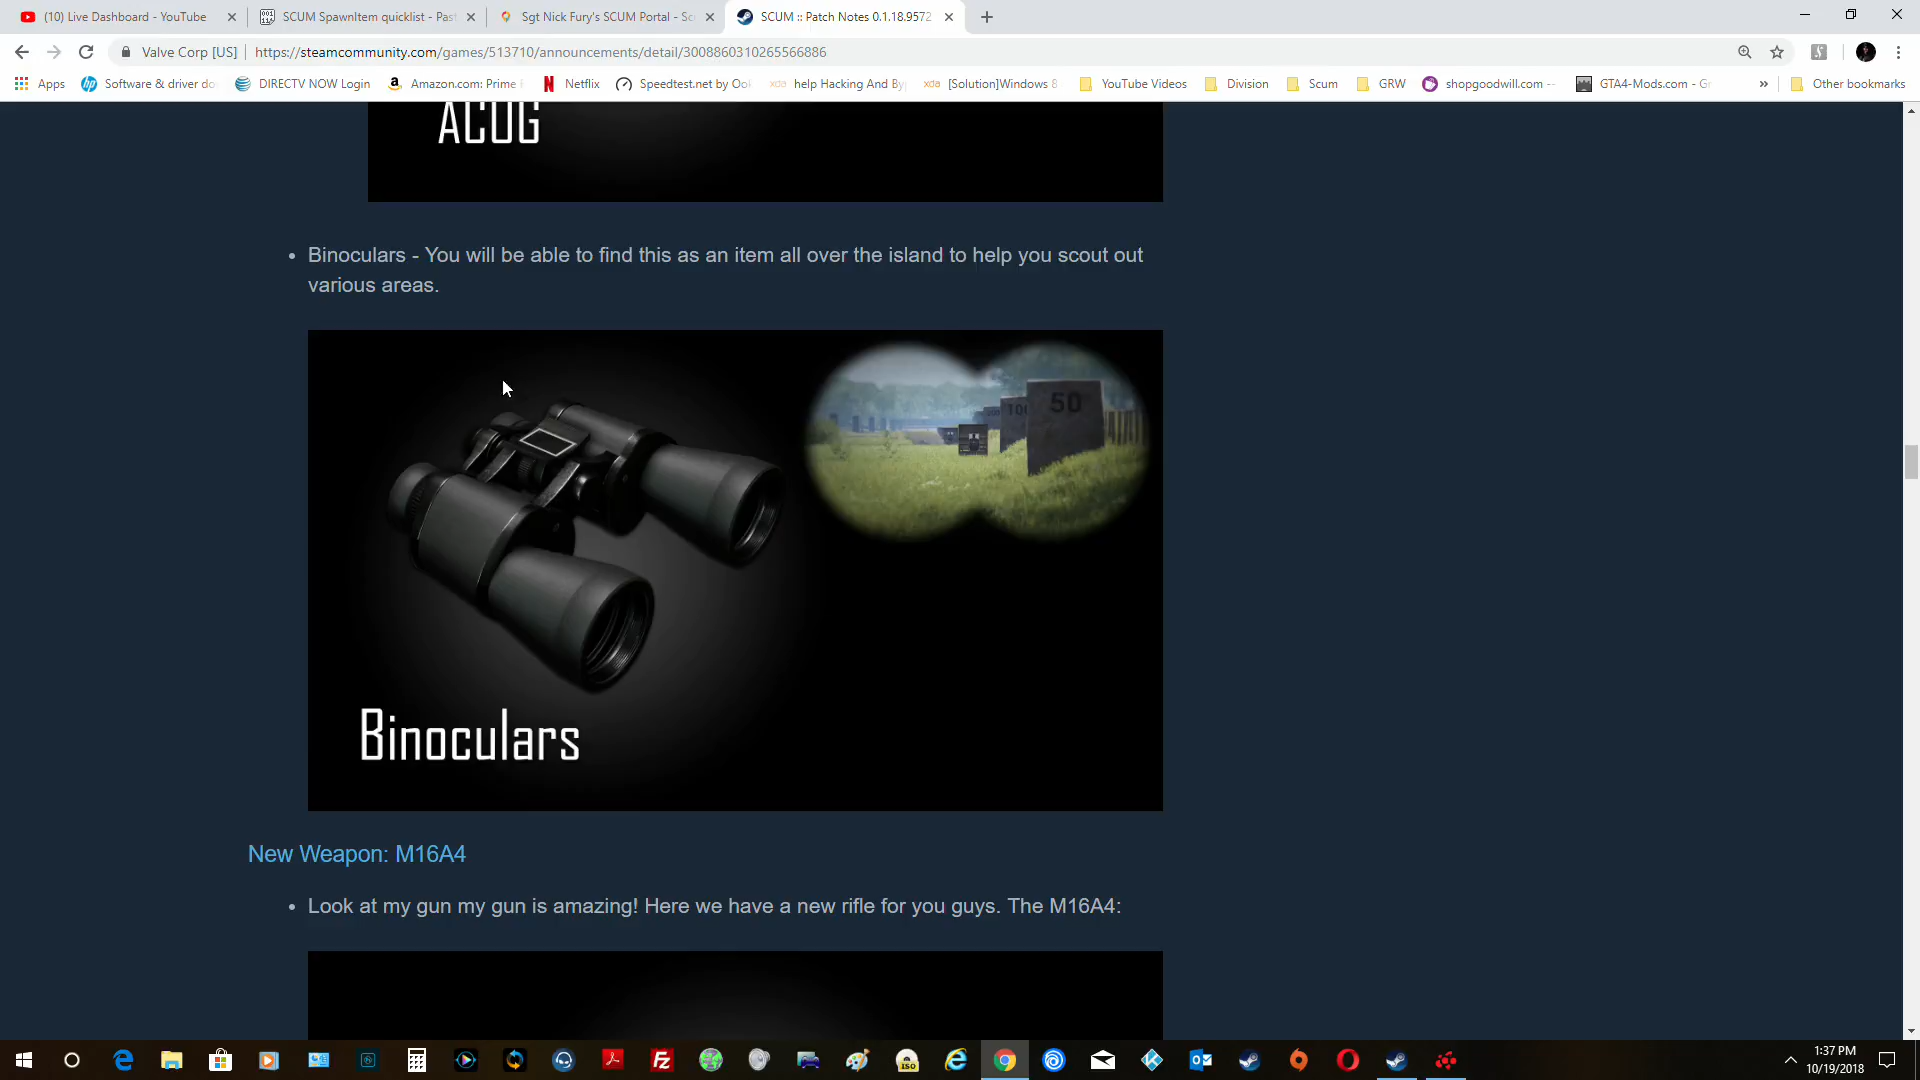 (10) Live Dashboard - YouTube
SCUM SpawnItem quicklist - Past
Sgt Nick Fury's SCUM Portal - Sc
SCUM :: Patch Notes 0.1.18.9572
Valve Corp [US] https://steamcommunity.com/games/513710/announcements/detail/3008860310265566886
Apps
Software & driver do
DIRECTV NOW Login
Amazon.com: Prime
Netflix
Speedtest.net by Ook
help Hacking And By
[Solution]Windows 8
YouTube Videos
Division
Scum
GRW
shopgoodwill.com --
GTA4-Mods.com - Gr
Other bookmarks
ACOG
Binoculars - You will be able to find this as an item all over the island to help you scout out
various areas.
50
100
200
Binoculars
New Weapon: M16A4
Look at my gun my gun is amazing! Here we have a new rifle for you guys. The M16A4:
1:37 PM
10/19/2018